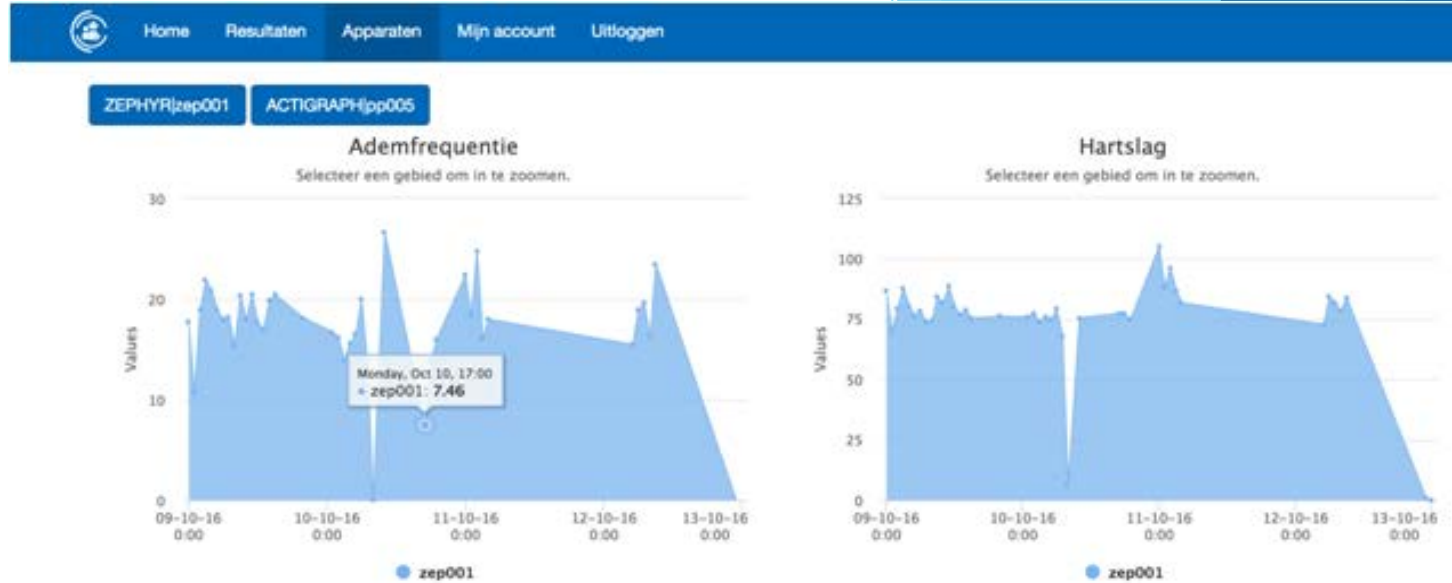 Home Resultaten Apparaten Mijn account Uitloggen
ZEPHYR|zep001 ACTIGRAPH|pp005
Ademfrequentie
Selecteer een gebied om in te zoomen.
30
20
10
0
Values
Monday, Oct 10, 17:00
zep001: 7.46
09-10-16 10-10-16 11-10-16 12-10-16 13-10-16
0:00 0:00 0:00 0:00 0:00
zep001
Hartslag
Selecteer een gebied om in te zoomen.
125
100
75
50
25
0
Values
09-10-16 10-10-16 11-10-16 12-10-16 13-10-16
0:00 0:00 0:00 0:00 0:00
zep001